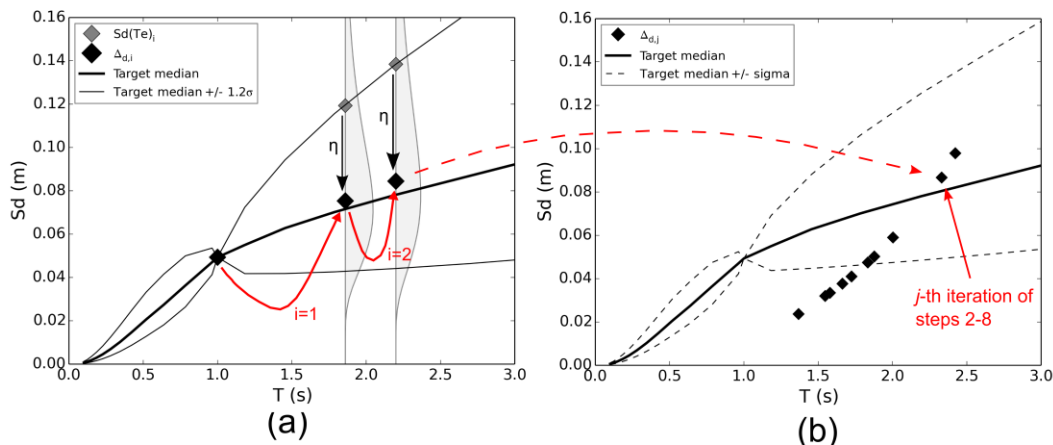 Sd(Te)i
Δd,i
Target median
Target median +/- 1.2σ
η
η
i=1
i=2
0.16
0.14
0.12
0.10
0.08
0.06
0.04
0.02
0.00
Sd (m)
0.0 0.5 1.0 1.5 2.0 2.5 3.0
T (s)
(a)
Δd,j
Target median
Target median +/- sigma
j-th iteration of
steps 2-8
0.16
0.14
0.12
0.10
0.08
0.06
0.04
0.02
0.00
0.0 0.5 1.0 1.5 2.0 2.5 3.0
T (s)
(b)